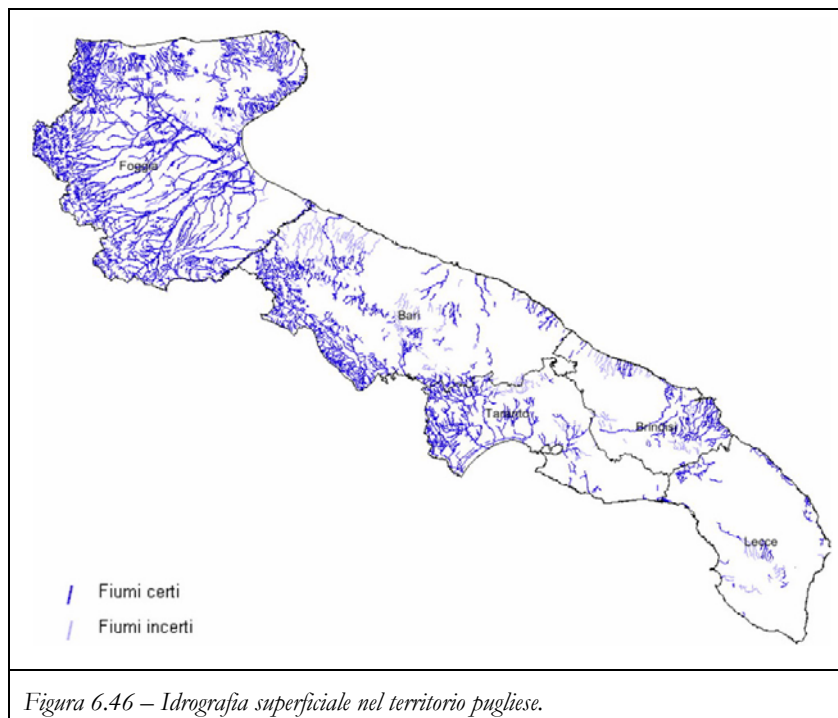 Foggia
Bari
Taranto
Brindisi
Lecce
Fiumi certi
Fiumi incerti
Figura 6.46 – Idrografia superficiale nel territorio pugliese.